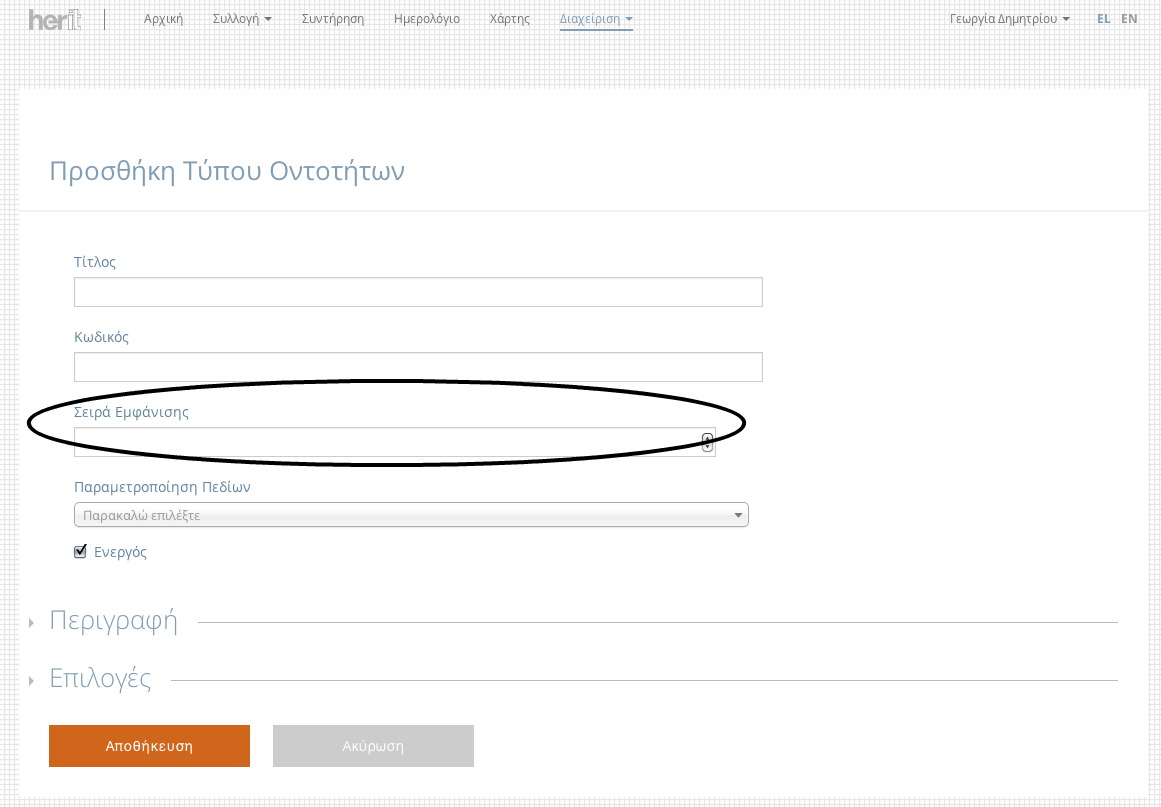 herit Αρχική Συλλογή Συντήρηση Ημερολόγιο Χάρτης Διαχείριση Γεωργία Δημητρίου EL EN
Προσθήκη Τύπου Οντοτήτων
Τίτλος
Κωδικός
Σειρά Εμφάνισης
Παραμετροποίηση Πεδίων
Παρακαλώ επιλέξτε
Ενεργός
Περιγραφή
Επιλογές
Αποθήκευση Ακύρωση